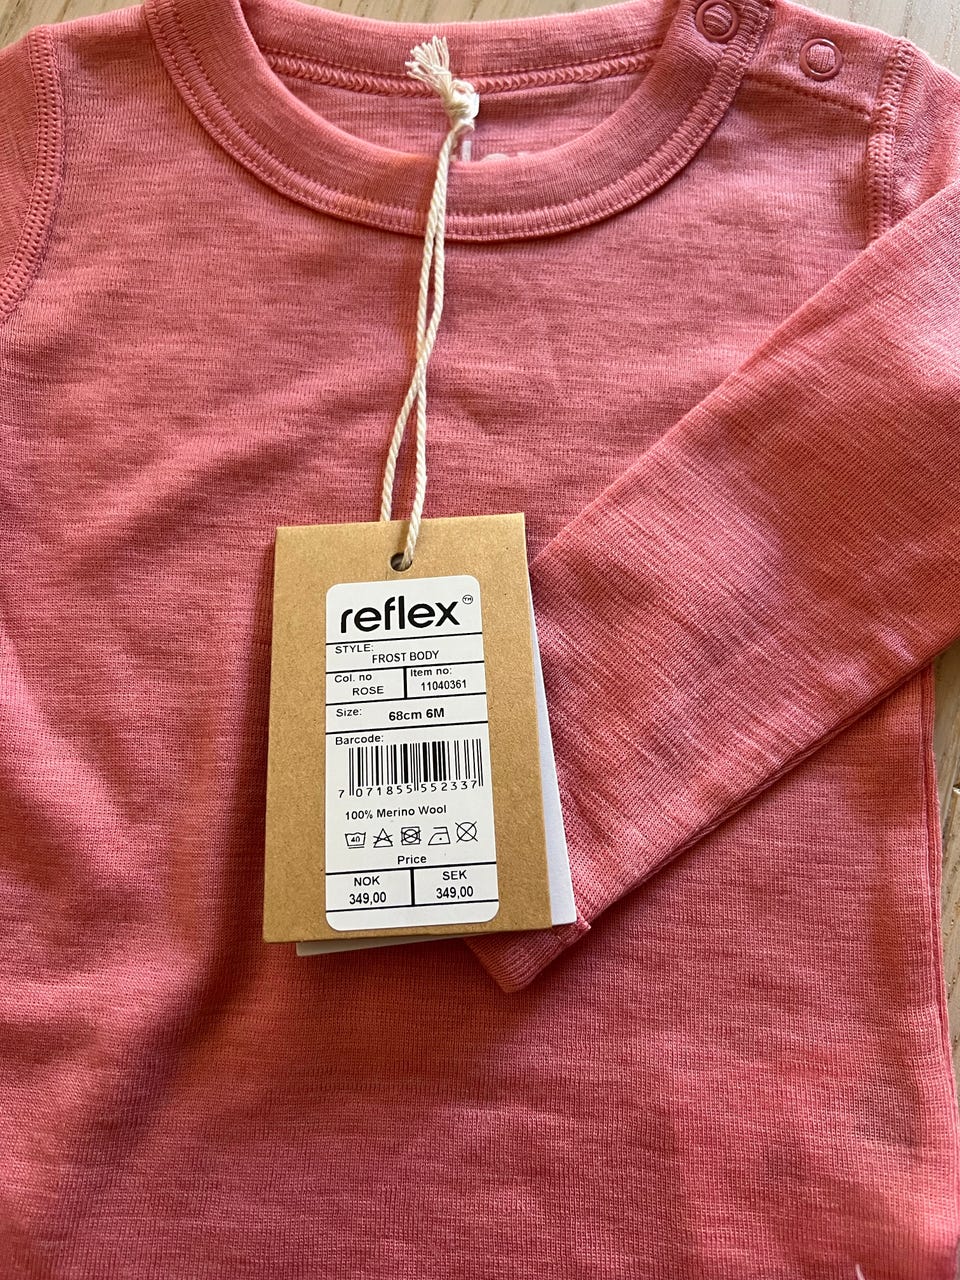 reflex™
STYLE:
FROST BODY
Col. no
ROSE
Item no:
11040361
Size: 68cm 6M
Barcode:
7 071855 552337
100% Merino Wool
40
Price
NOK
349,00
SEK
349,00